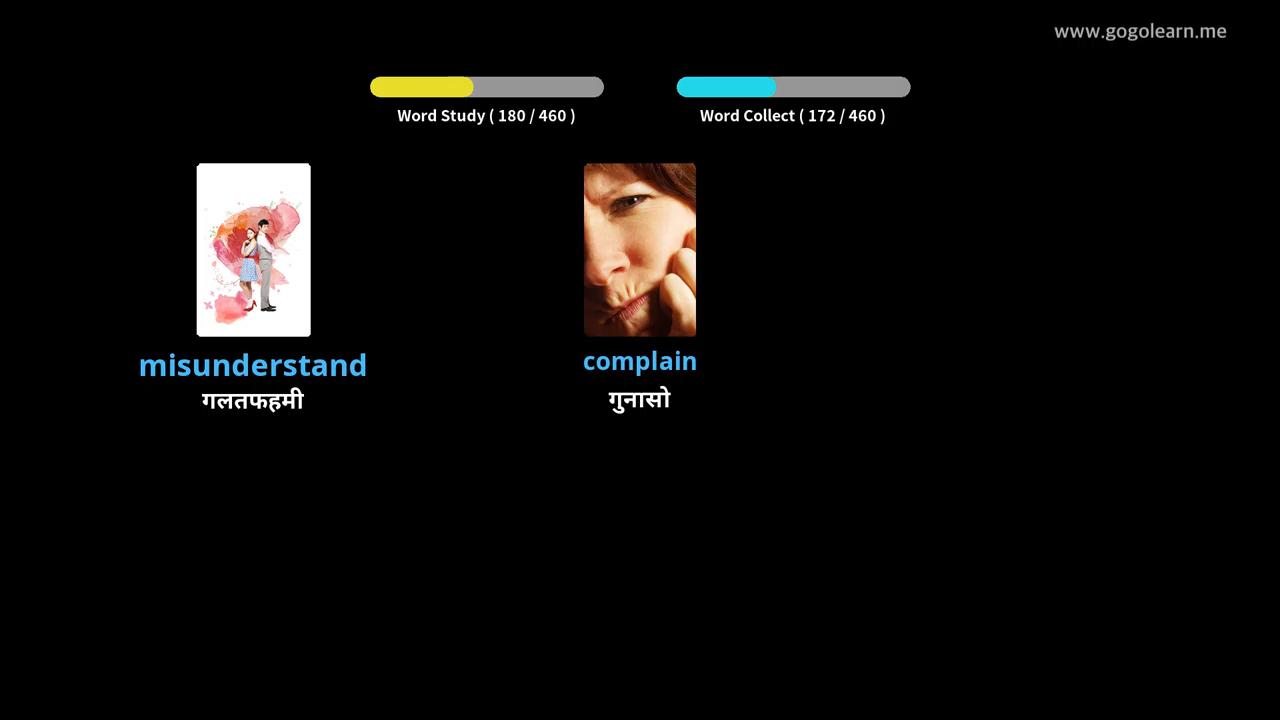 www.gogolearn.me
Word Study ( 180 / 460 )
Word Collect ( 172 / 460 )
misunderstand
गलतफहमी
complain
गुनासो